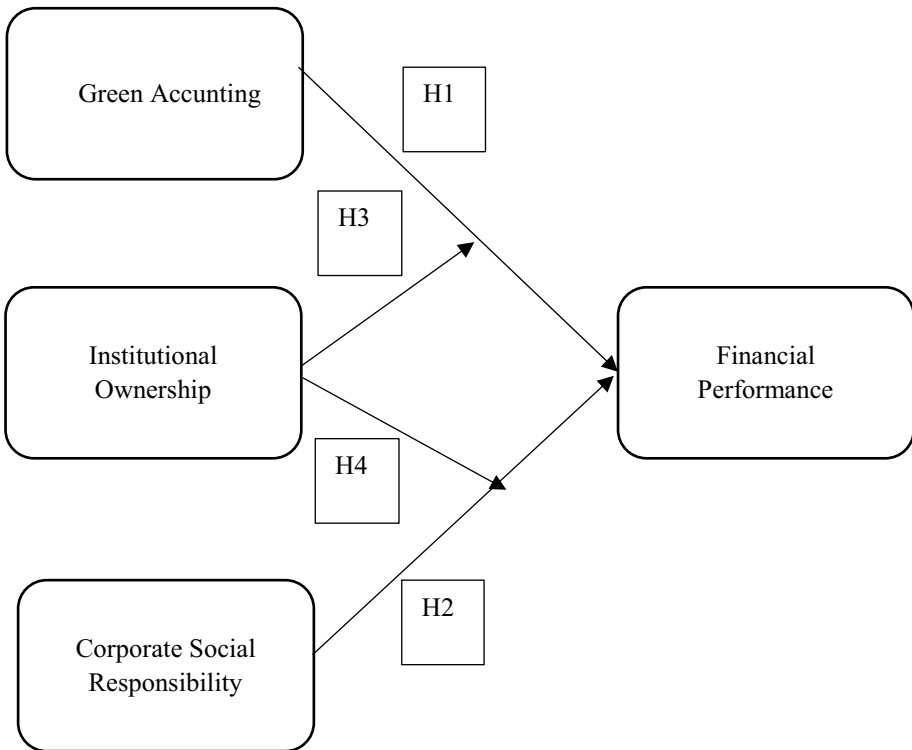 Green Accunting
H1
H3
Institutional
Ownership
Financial
Performance
H4
H2
Corporate Social
Responsibility